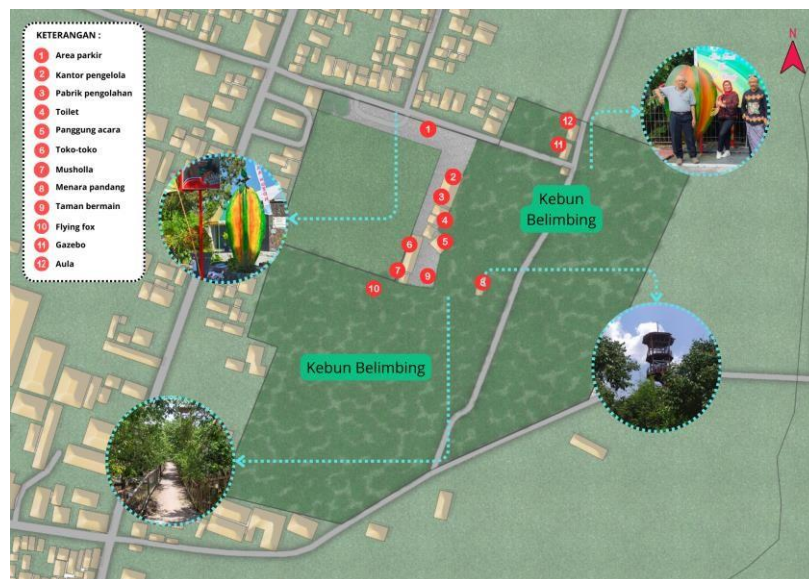 KETERANGAN :
1 Area parkir
2 Kantor pengelola
3 Pabrik pengolahan
4 Toilet
5 Panggung acara
6 Toko-toko
7 Musholla
8 Menara pandang
9 Taman bermain
10 Flying fox
11 Gazebo
12 Aula
N
1
12
11
2
3
4
5
6
7
8
9
10
Kebun
Belimbing
Kebun Belimbing